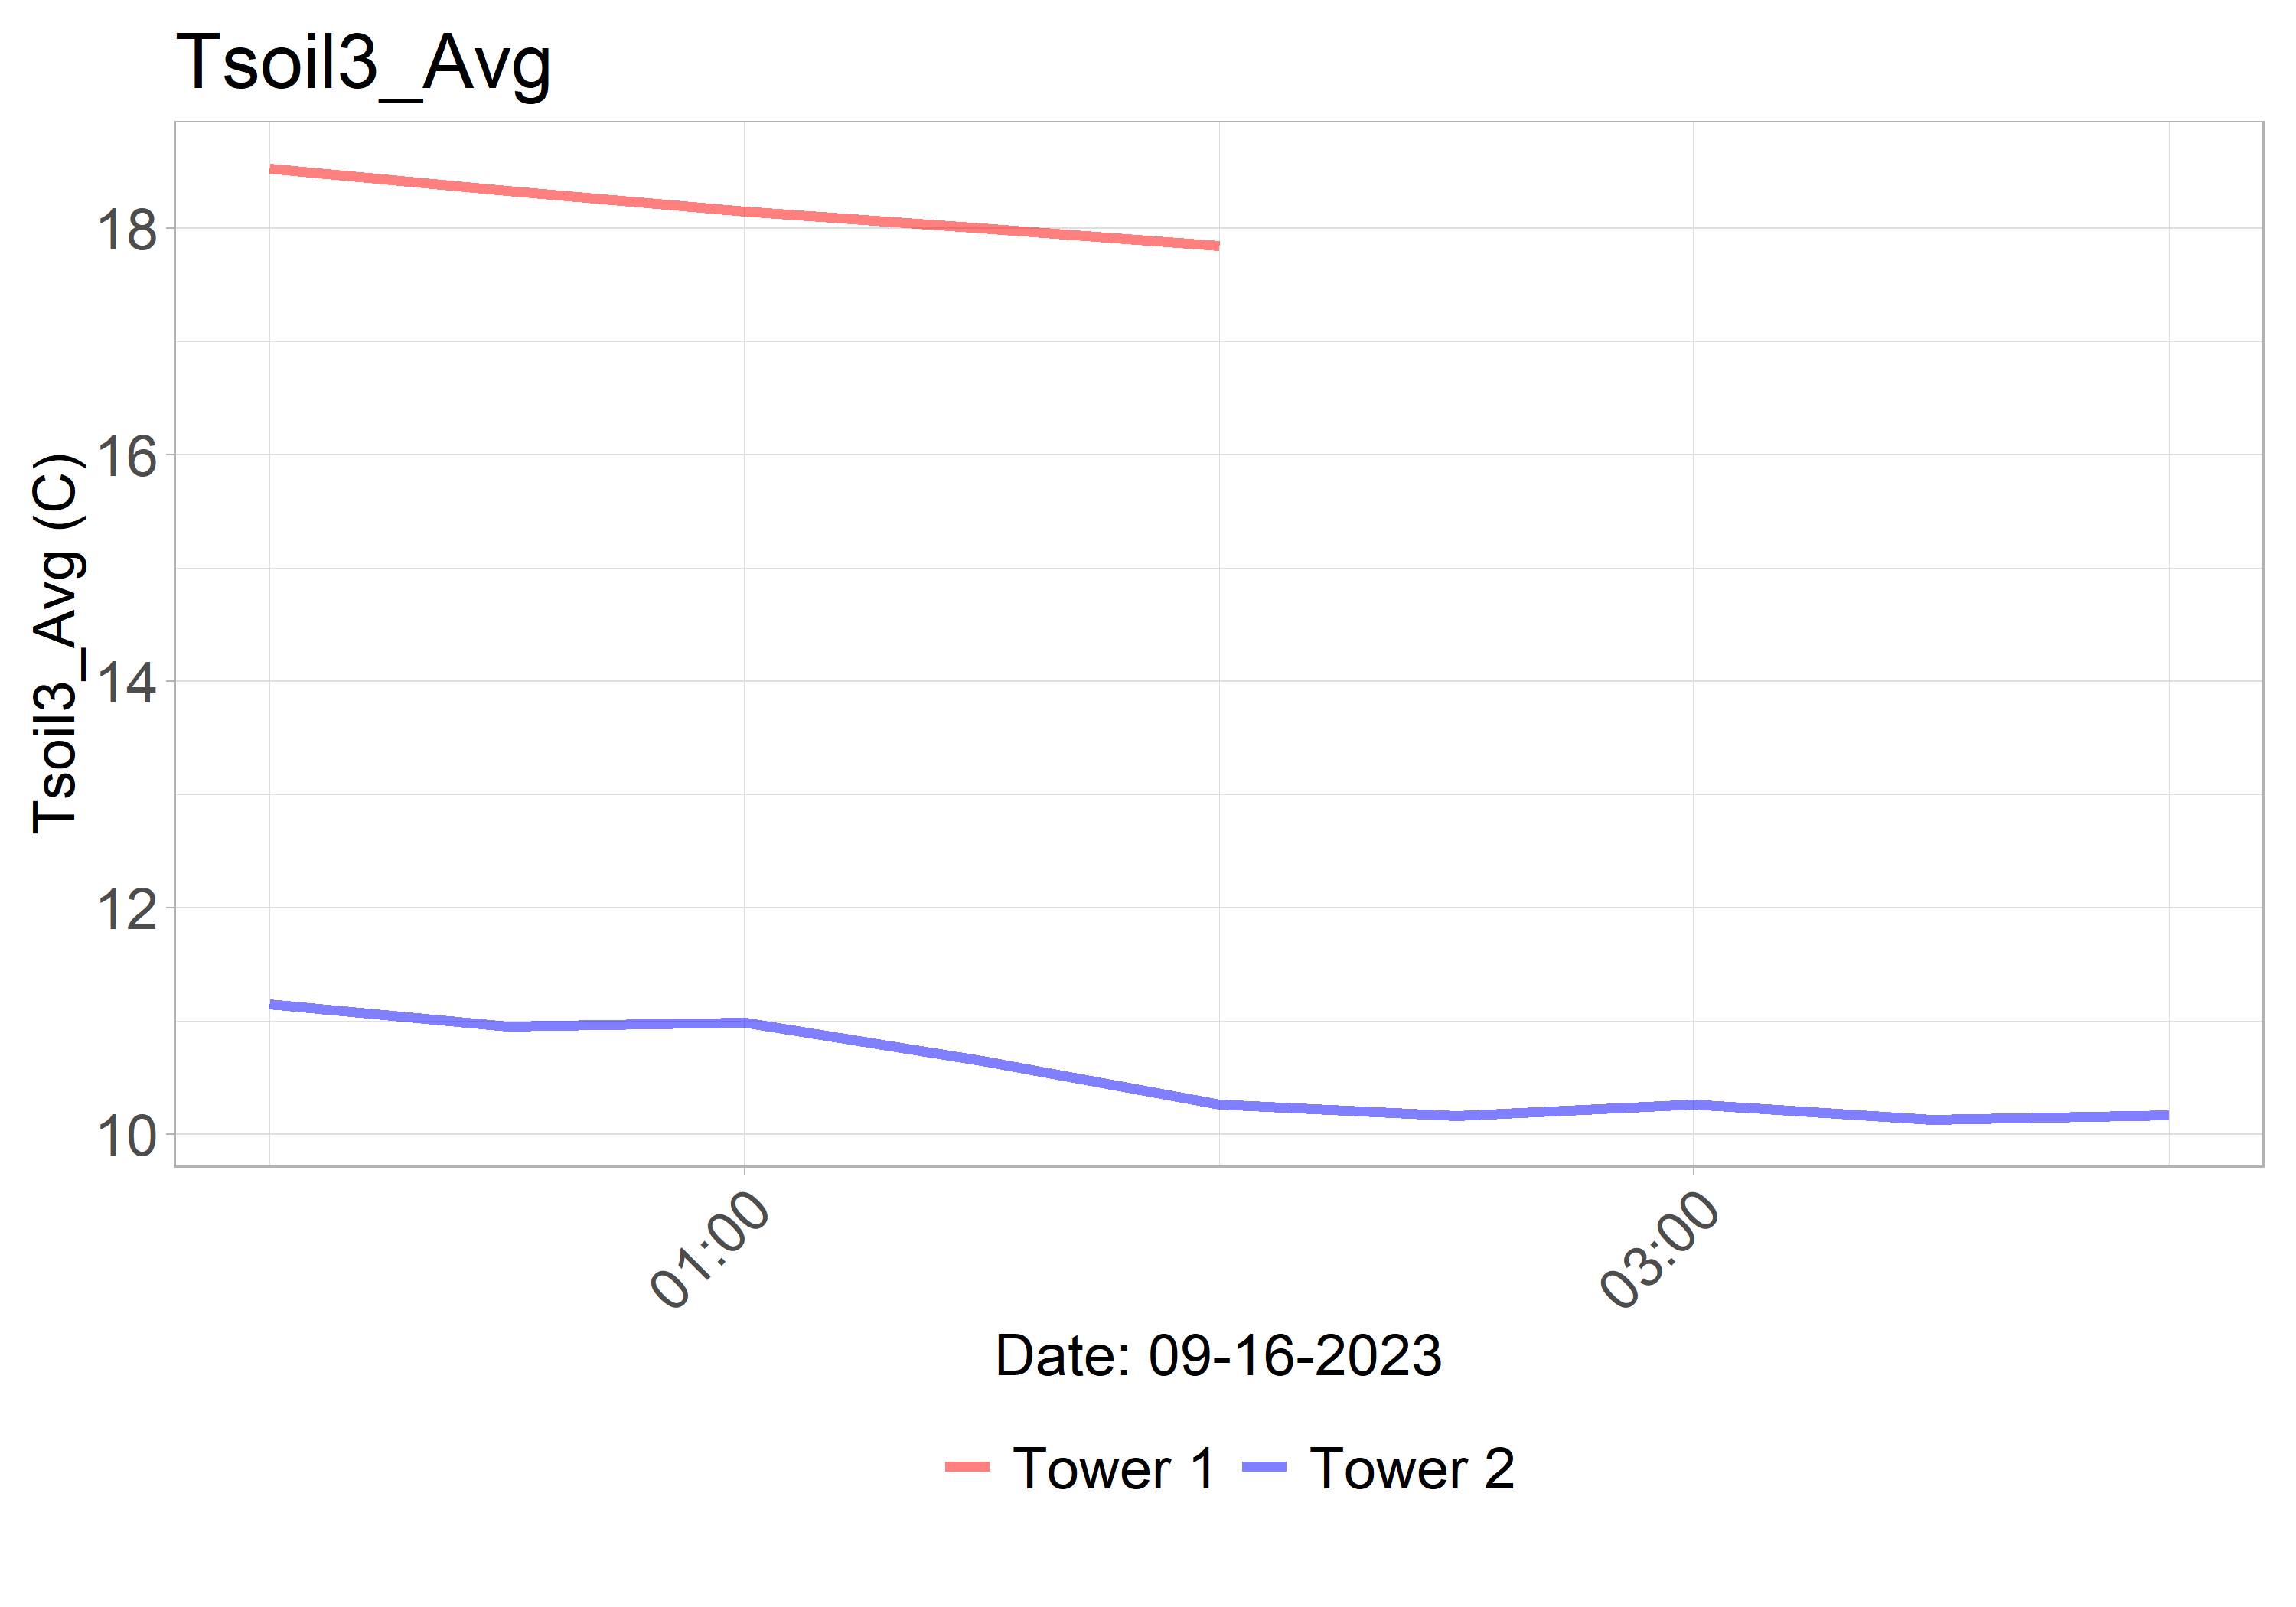 Tsoil3_Avg
Tsoil3_Avg (C)
18
16
14
12
10
01:00
03:00
Date: 09-16-2023
Tower 1
Tower 2